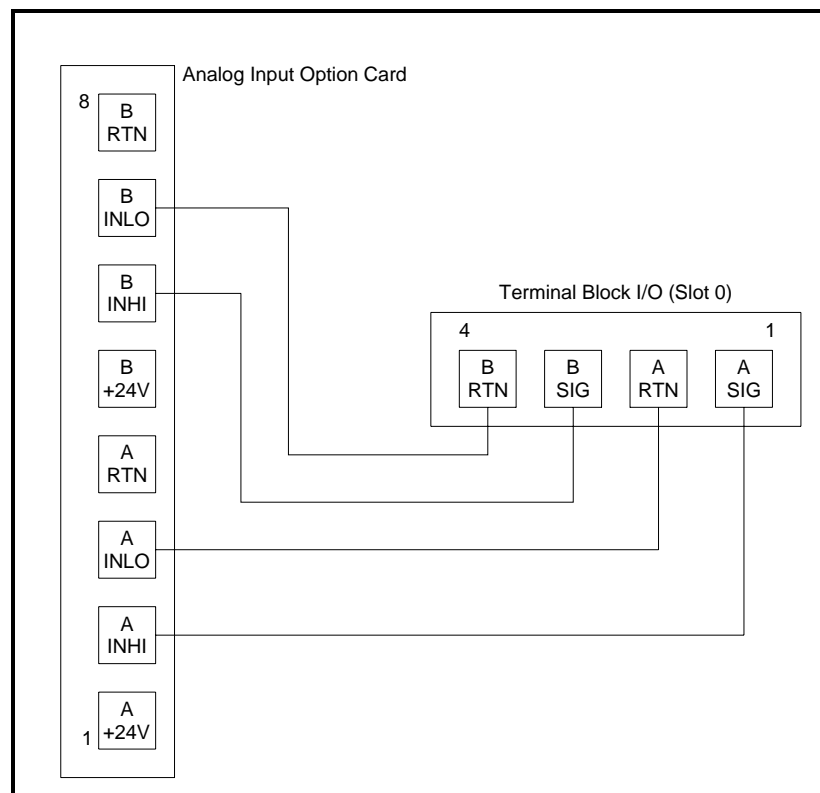 Analog Input Option Card
8
B
RTN
B
INLO
B
INHI
B
+24V
A
RTN
A
INLO
A
INHI
A
+24V
1
Terminal Block I/O (Slot 0)
4
1
B
RTN
B
SIG
A
RTN
A
SIG